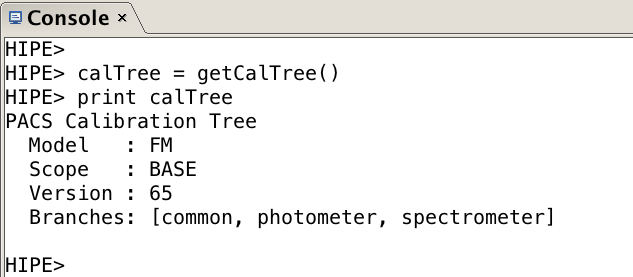 Console ×
HIPE>
HIPE> calTree = getCalTree()
HIPE> print calTree
PACS Calibration Tree
  Model   : FM
  Scope   : BASE
  Version : 65
  Branches: [common, photometer, spectrometer]
HIPE>